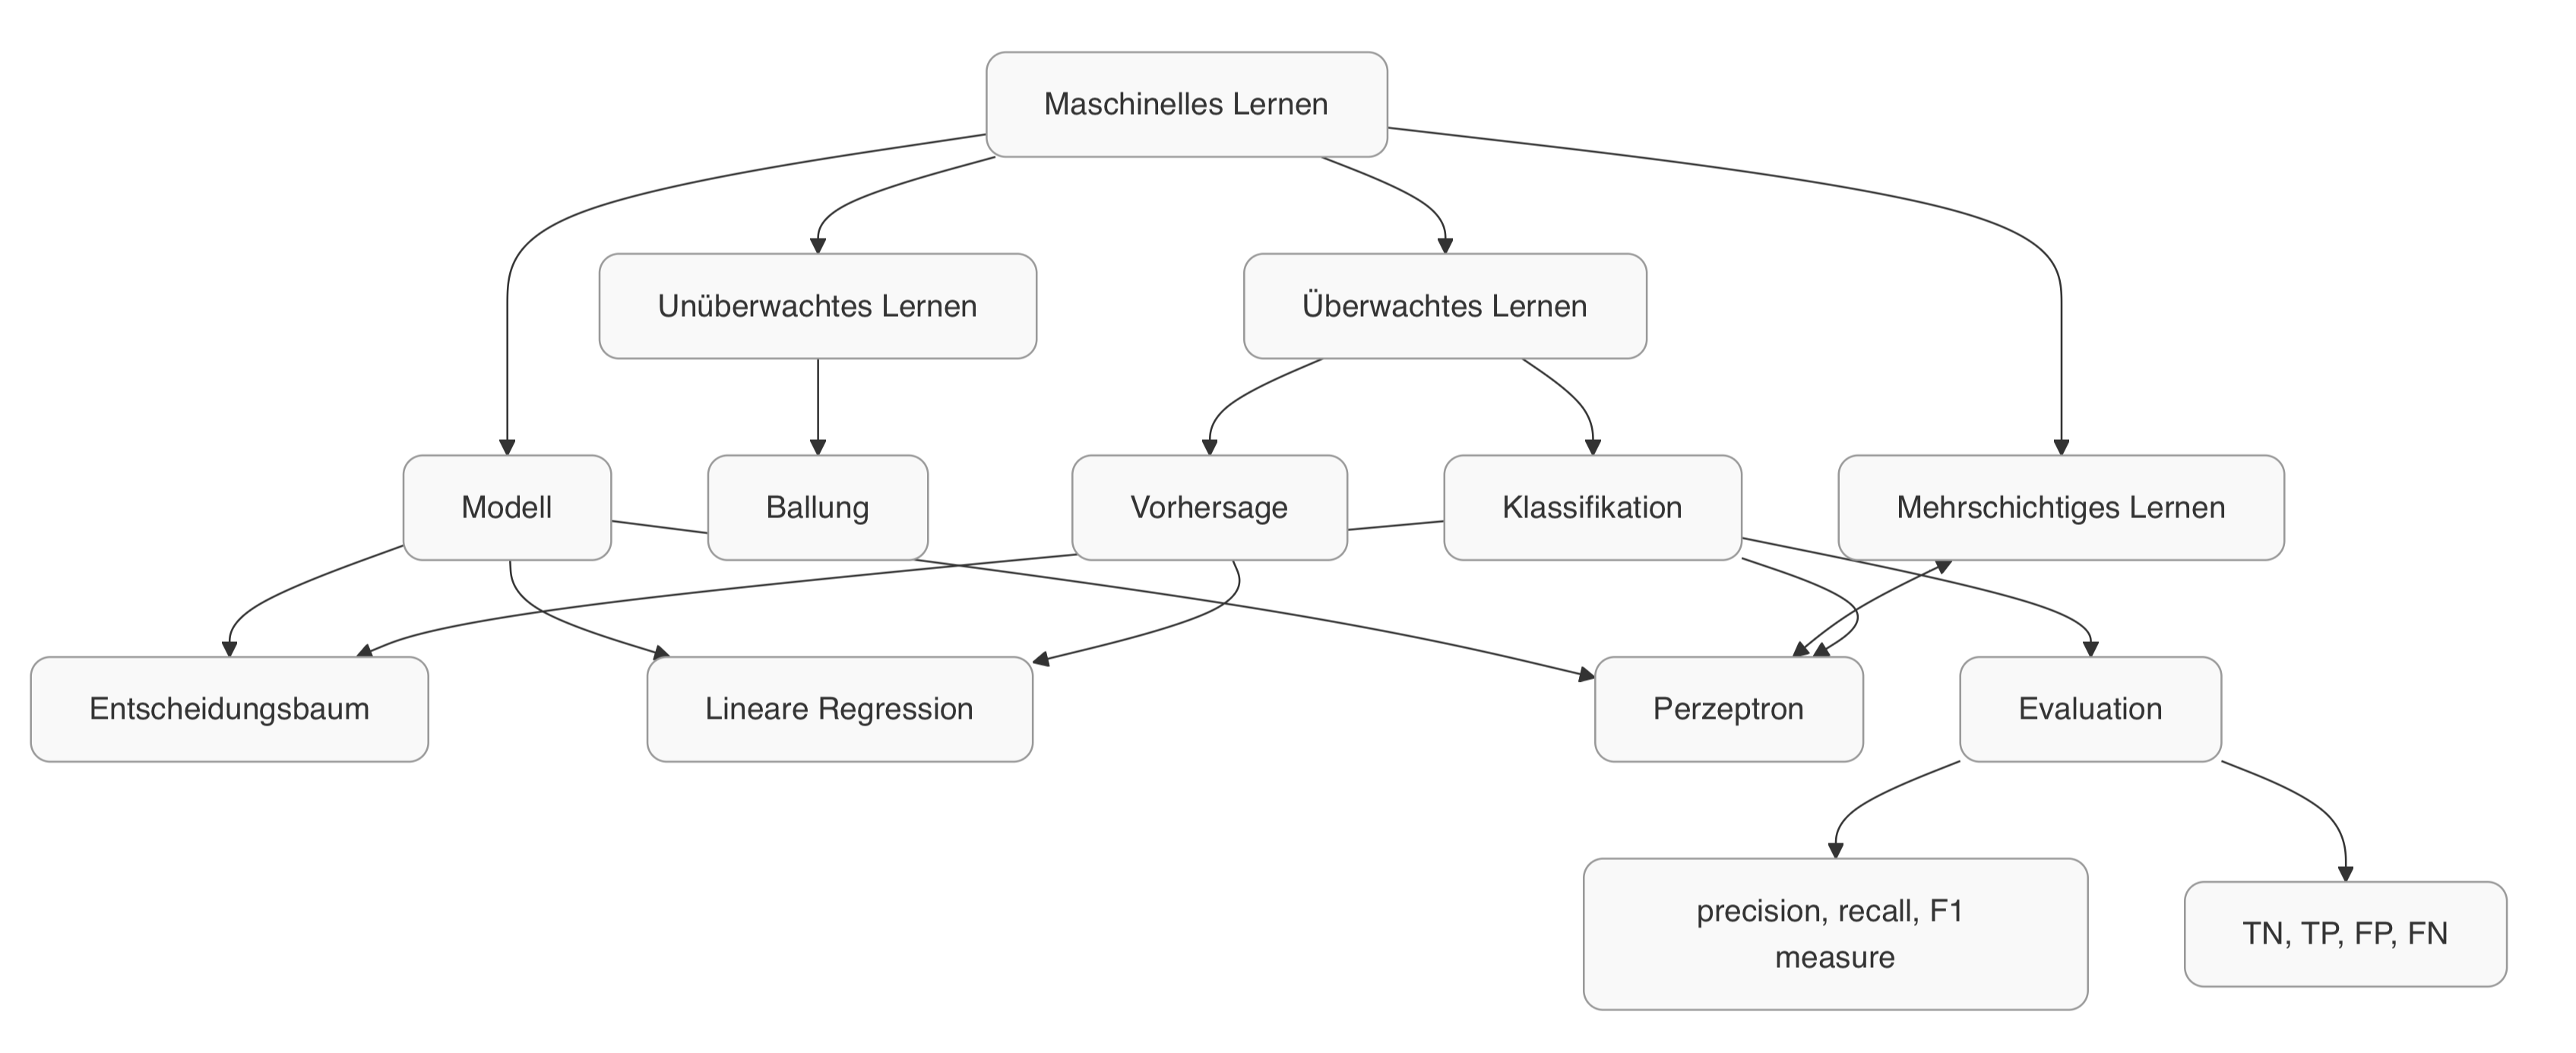 Maschinelles Lernen
Unüberwachtes Lernen
Überwachtes Lernen
Modell
Ballung
Vorhersage
Klassifikation
Mehrschichtiges Lernen
Entscheidungsbaum
Lineare Regression
Perzeptron
Evaluation
precision, recall, F1
measure
TN, TP, FP, FN